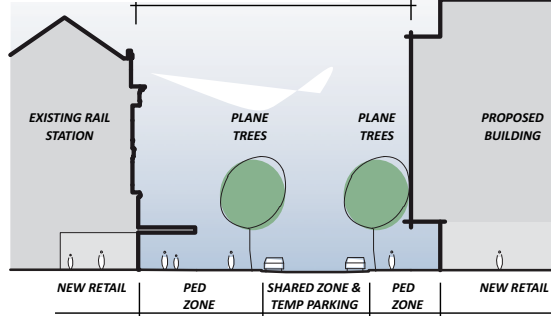 EXISTING RAIL
STATION
PLANE
TREES
PLANE
TREES
PROPOSED
BUILDING
NEW RETAIL
PED
ZONE
SHARED ZONE &
TEMP PARKING
PED
ZONE
NEW RETAIL